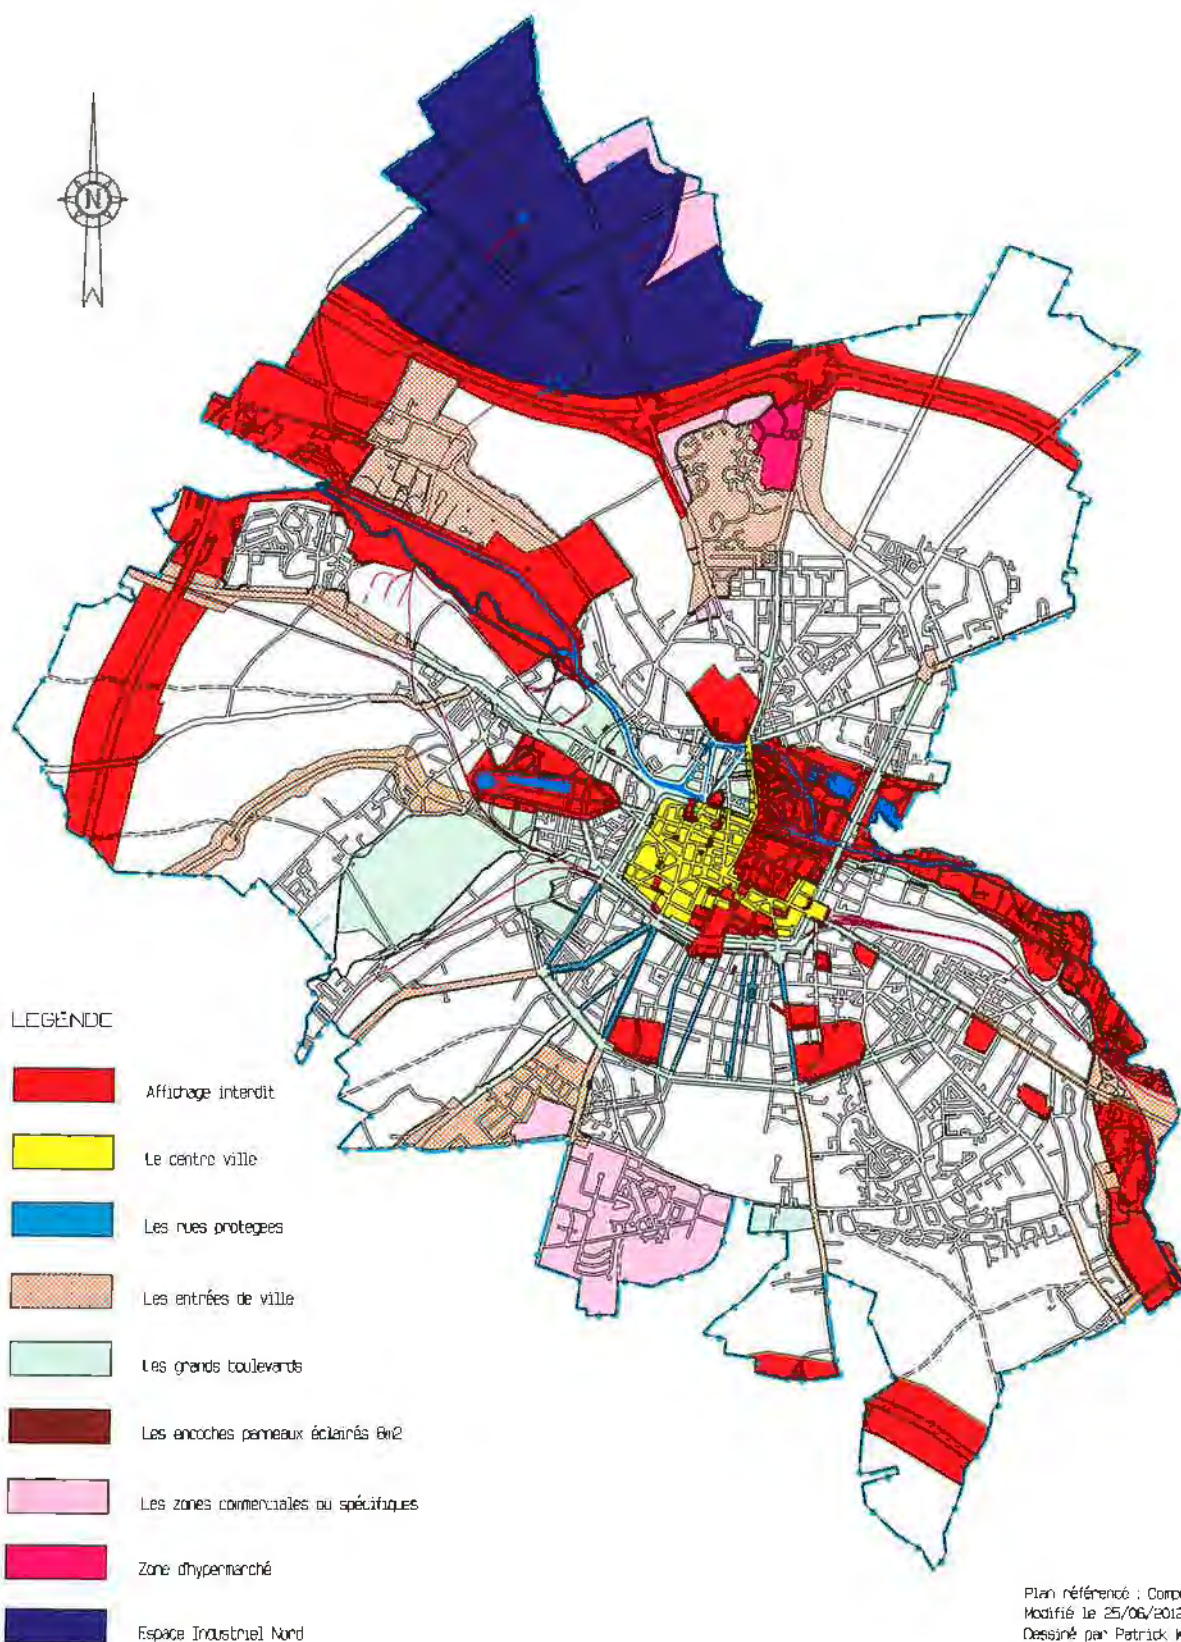 N
LEGENDE
Affichage interdit
Le centre ville
Les rues protegees
Les entrées de ville
Les grands boulevards
Les encoches panneaux éclairés 8m2
Les zones commerciales ou spécifiques
Zone d'hypermarché
Espace Industriel Nord
Plan référencé : Comp
Modifié le 25/06/2012
Dessiné par Patrick